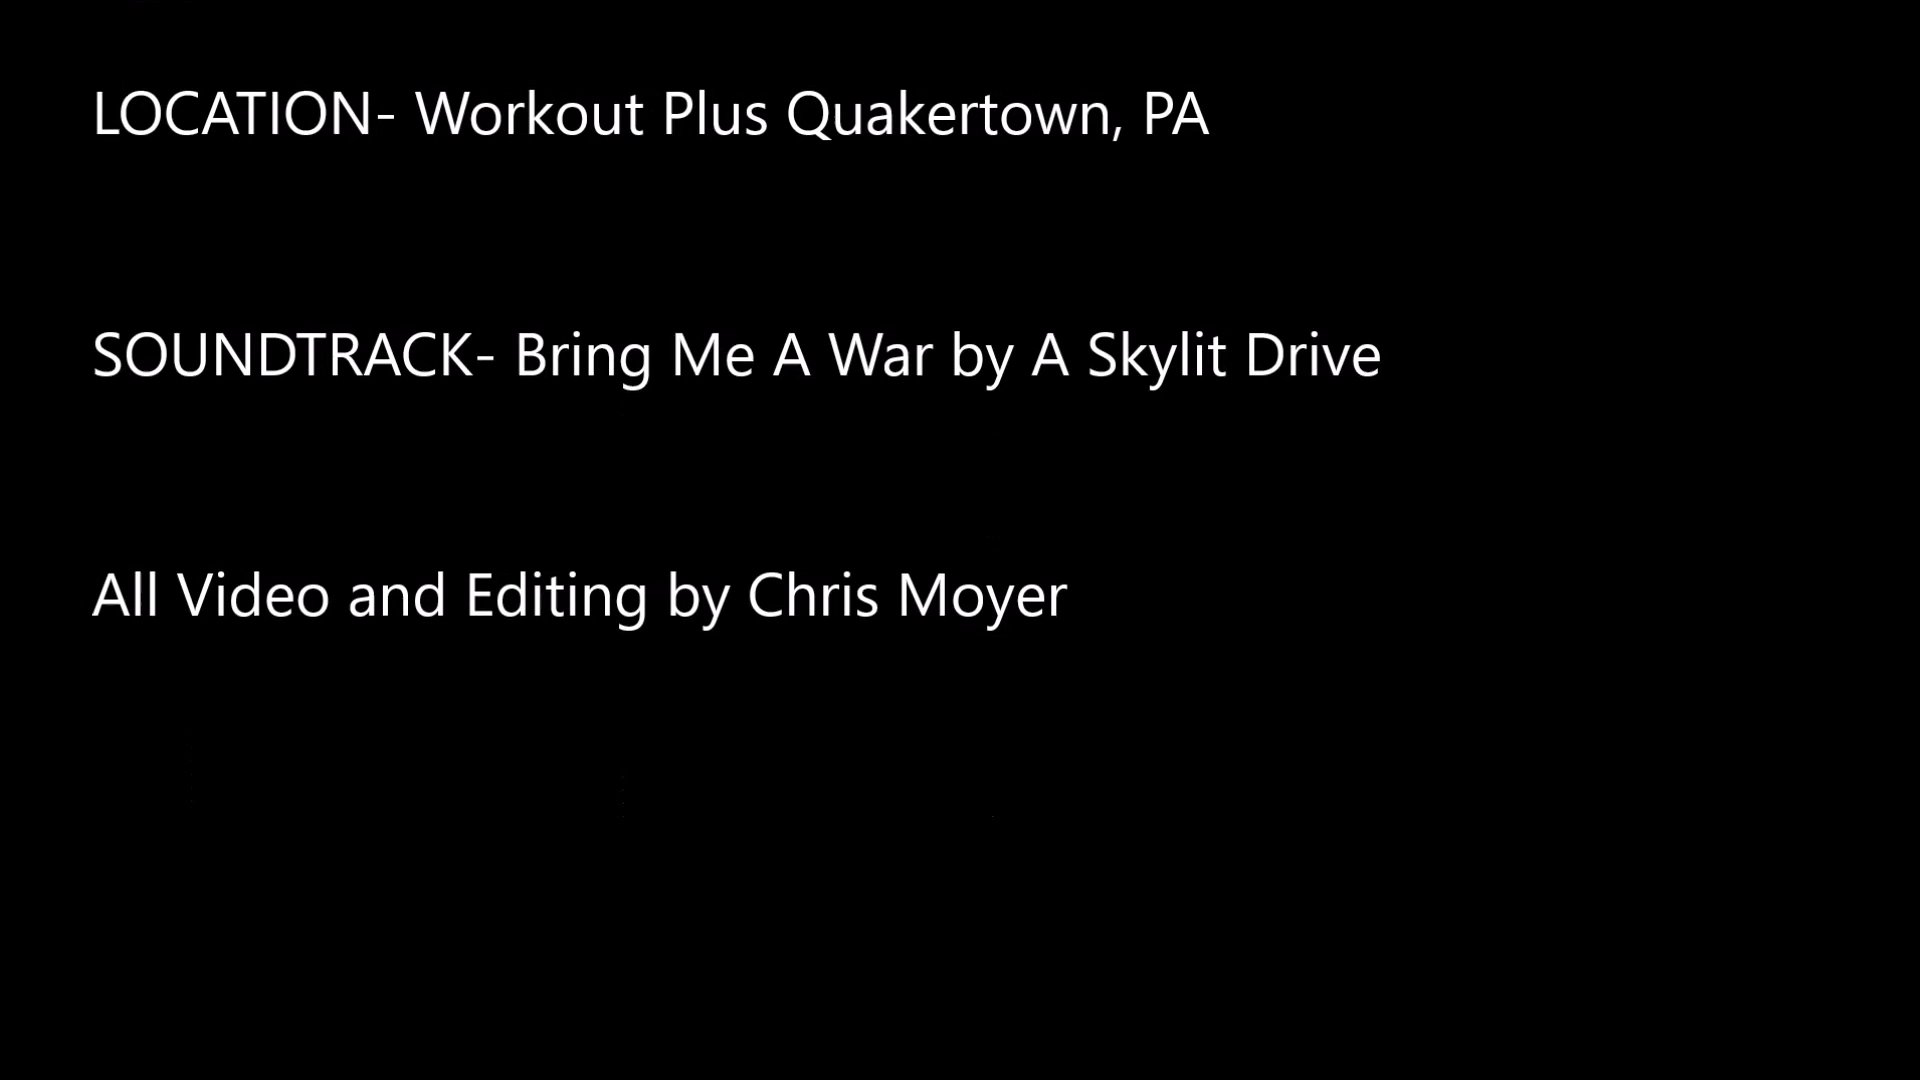 LOCATION- Workout Plus Quakertown, PA
SOUNDTRACK- Bring Me A War by A Skylit Drive
All Video and Editing by Chris Moyer